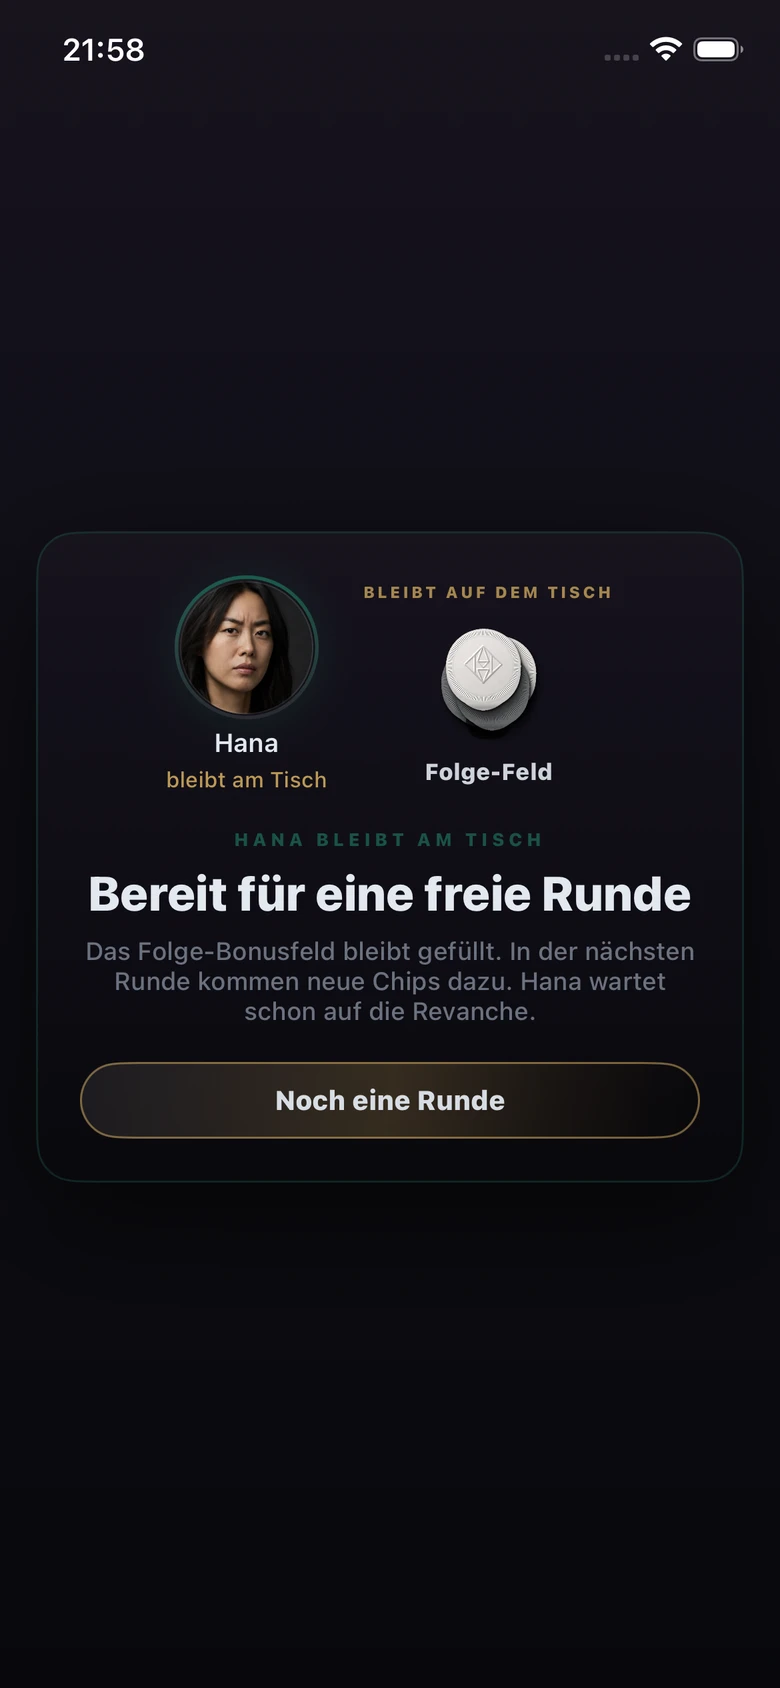 21:58
BLEIBT AUF DEM TISCH
Hana
bleibt am Tisch
Folge-Feld
HANA BLEIBT AM TISCH
Bereit für eine freie Runde
Das Folge-Bonusfeld bleibt gefüllt. In der nächsten
Runde kommen neue Chips dazu. Hana wartet
schon auf die Revanche.
Noch eine Runde